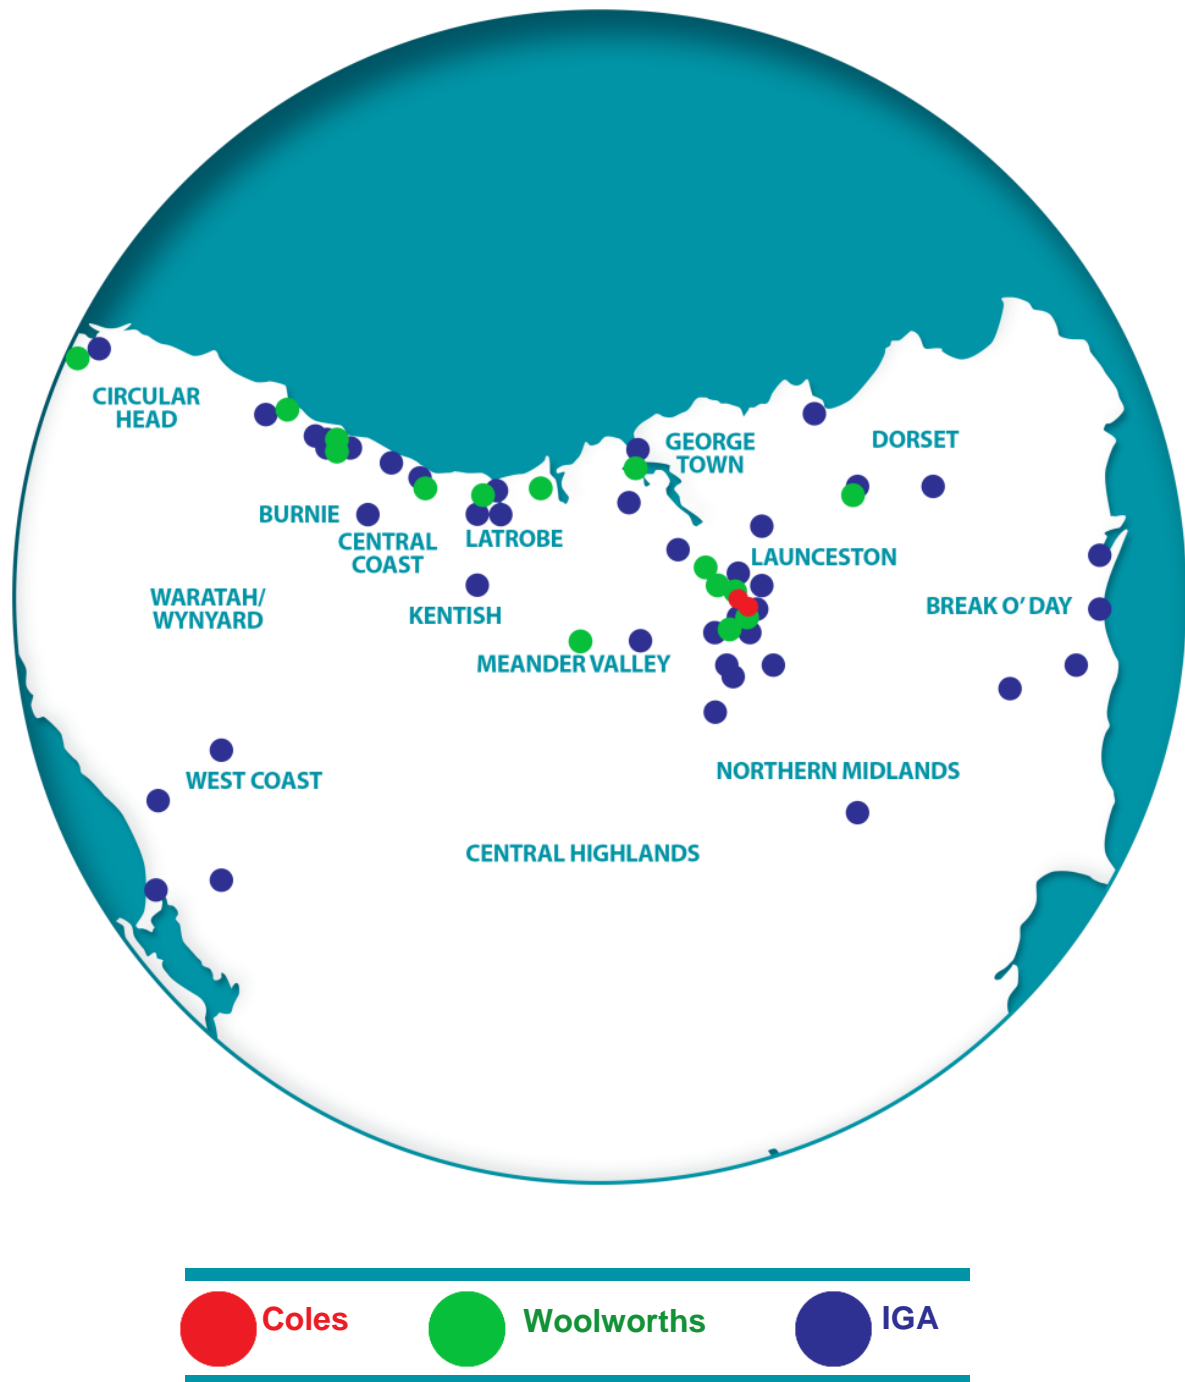 CIRCULAR
HEAD
GEORGE
TOWN
DORSET
BURNIE
CENTRAL
COAST
LATROBE
LAUNCESTON
WARATAH/
WYNYARD
KENTISH
BREAK O’ DAY
MEANDER VALLEY
WEST COAST
NORTHERN MIDLANDS
CENTRAL HIGHLANDS
Coles
Woolworths
IGA